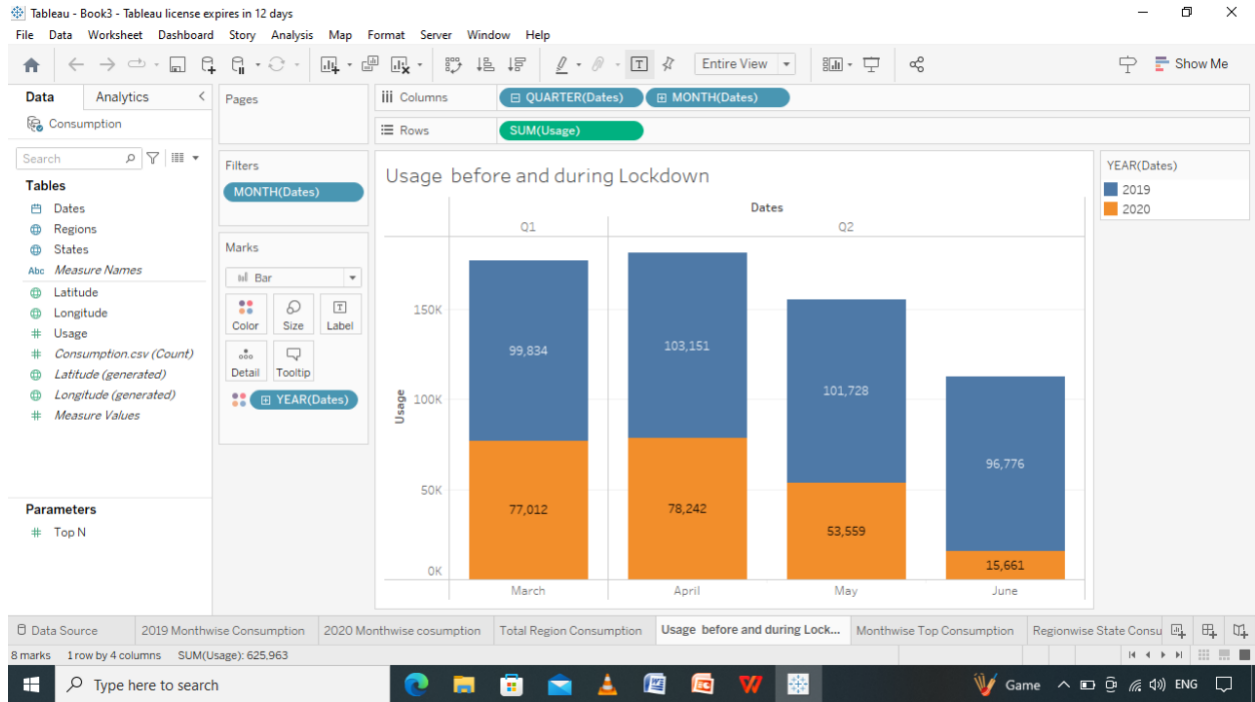 Tableau - Book3 - Tableau license expires in 12 days
File Data Worksheet Dashboard Story Analysis Map Format Server Window Help
Entire View
Show Me
Data Analytics
Consumption
Search
Tables
Dates
Regions
States
Abc Measure Names
Latitude
Longitude
# Usage
# Consumption.csv (Count)
Latitude (generated)
Longitude (generated)
# Measure Values
Parameters
# Top N
Pages
Filters
MONTH(Dates)
Marks
Bar
Color Size Label
Detail Tooltip
YEAR(Dates)
Columns QUARTER(Dates) MONTH(Dates)
Rows SUM(Usage)
Usage before and during Lockdown
Dates
Q1 Q2
Usage
150K
100K
50K
0K
99,834 103,151 101,728 96,776
77,012 78,242 53,559 15,661
March April May June
YEAR(Dates)
2019
2020
Data Source 2019 Monthwise Consumption 2020 Monthwise cosumption Total Region Consumption Usage before and during Lock... Monthwise Top Consumption Regionwise State Consu
8 marks 1 row by 4 columns SUM(Usage): 625,963
Type here to search Game ENG